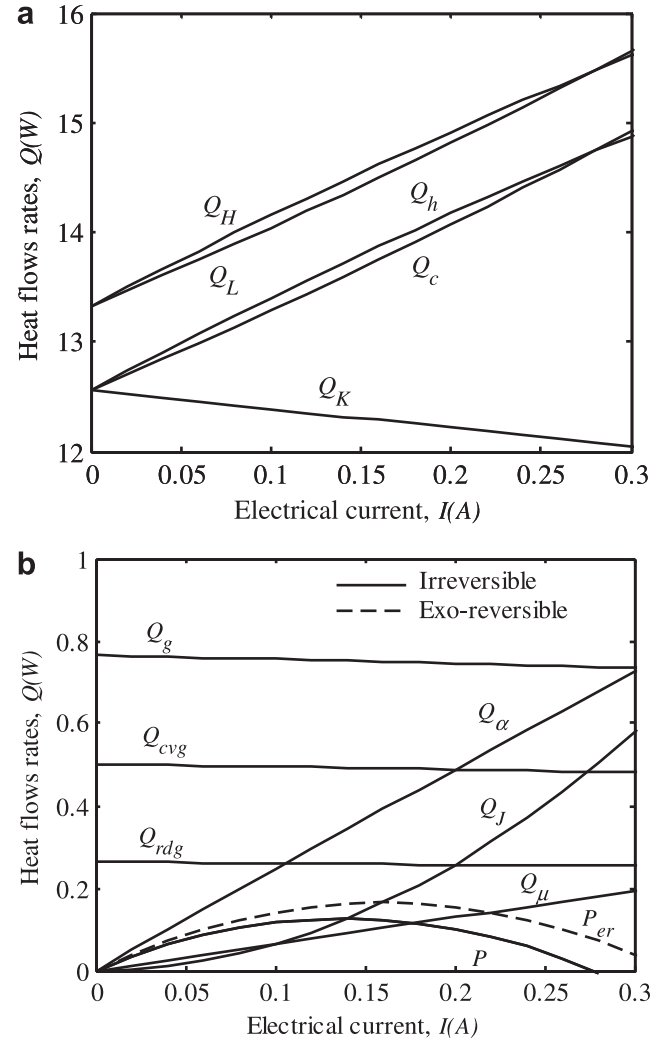 a
16
15
14
13
12
Heat flows rates, Q(W)
Q_H
Q_h
Q_L
Q_c
Q_K
0 0.05 0.1 0.15 0.2 0.25 0.3
Electrical current, I(A)
b
1
0.8
0.6
0.4
0.2
0
Heat flows rates, Q(W)
Irreversible
Exo-reversible
Q_g
Q_α
Q_cvg
Q_J
Q_rdg
Q_μ
P_er
P
0 0.05 0.1 0.15 0.2 0.25 0.3
Electrical current, I(A)